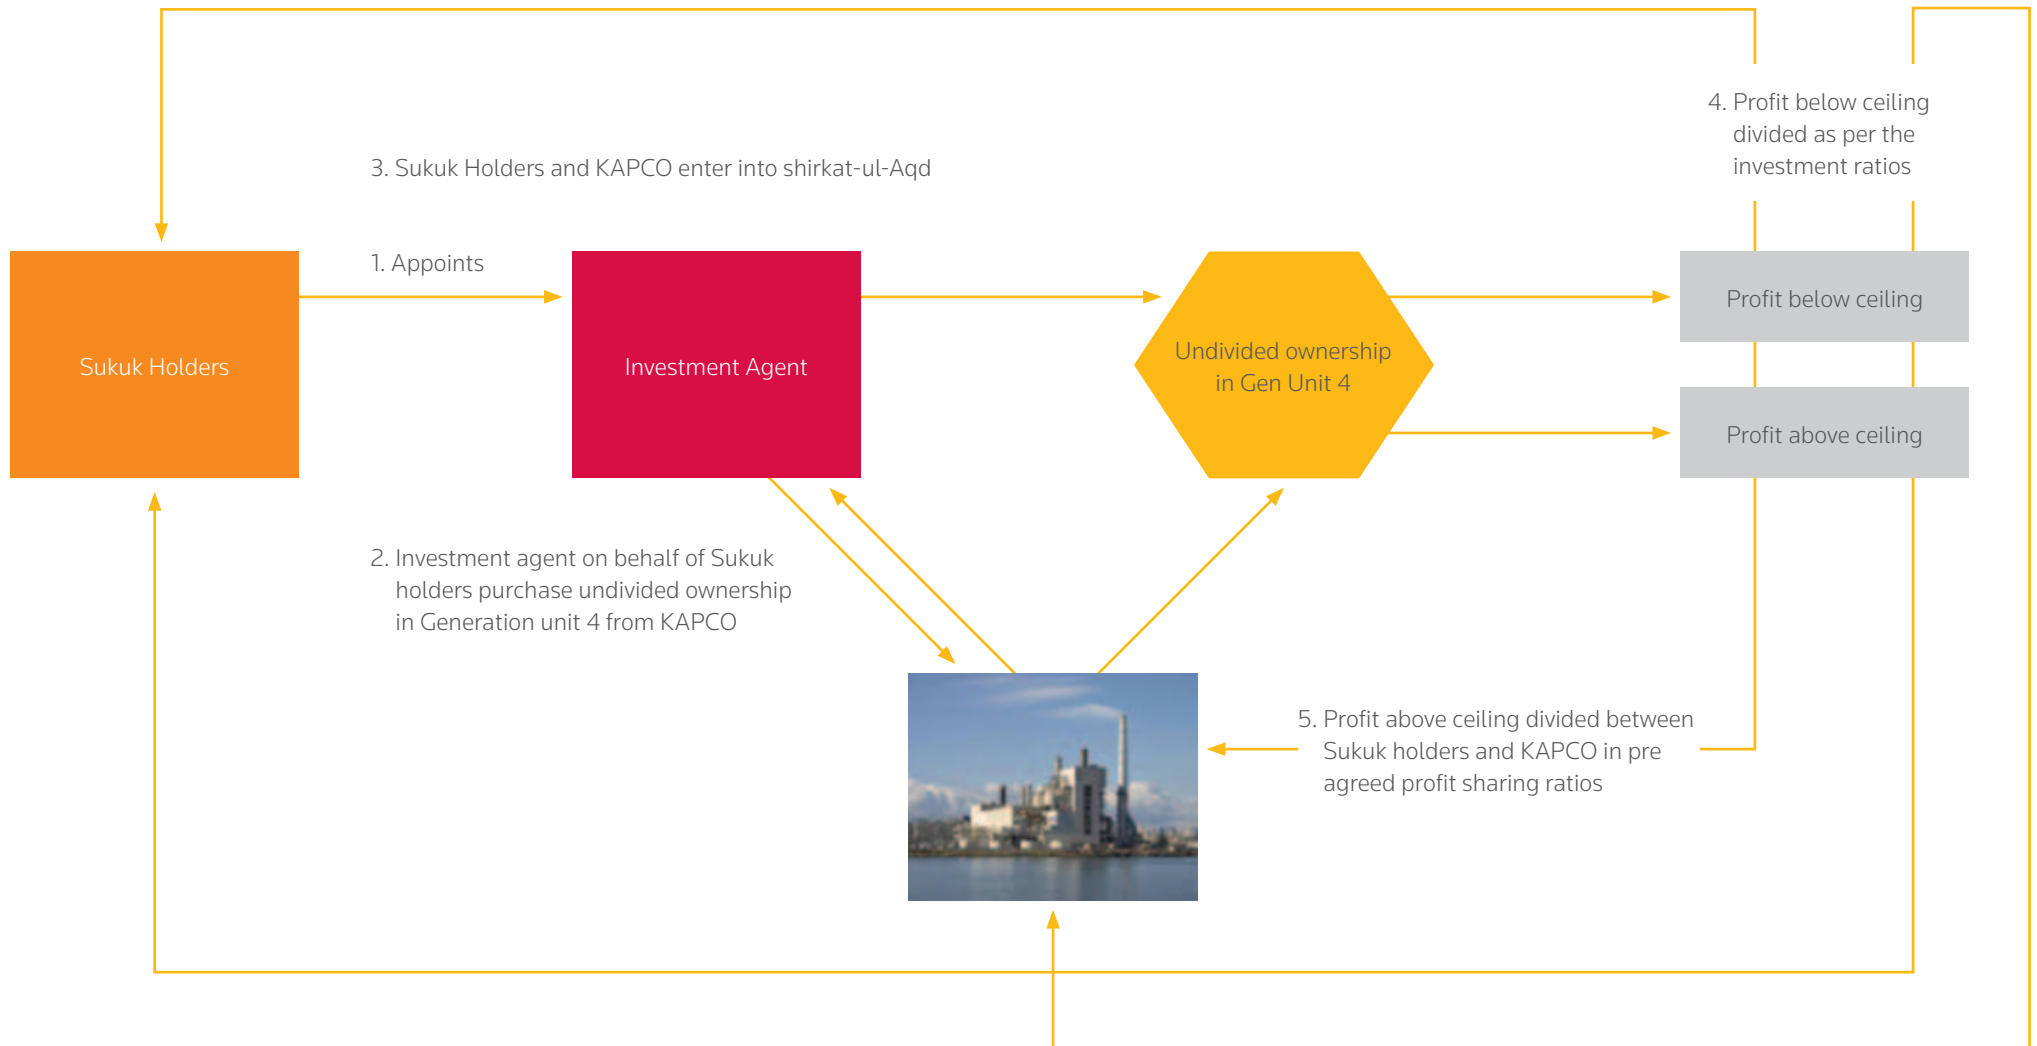 4. Profit below ceiling
divided as per the
investment ratios
3. Sukuk Holders and KAPCO enter into shirkat-ul-Aqd
1. Appoints
Sukuk Holders
Investment Agent
Undivided ownership
in Gen Unit 4
Profit below ceiling
Profit above ceiling
2. Investment agent on behalf of Sukuk
holders purchase undivided ownership
in Generation unit 4 from KAPCO
5. Profit above ceiling divided between
Sukuk holders and KAPCO in pre
agreed profit sharing ratios